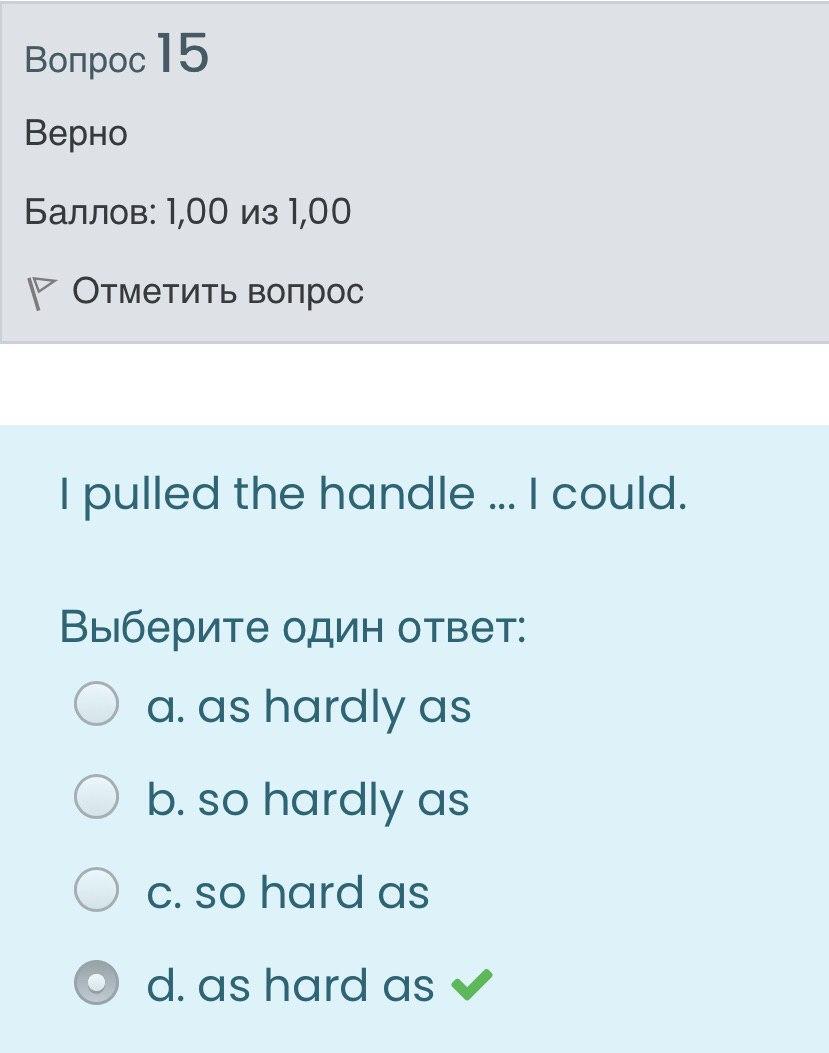 Вопрос 15
Верно
Баллов: 1,00 из 1,00
Отметить вопрос
I pulled the handle ... I could.
Выберите один ответ:
a. as hardly as
b. so hardly as
c. so hard as
d. as hard as